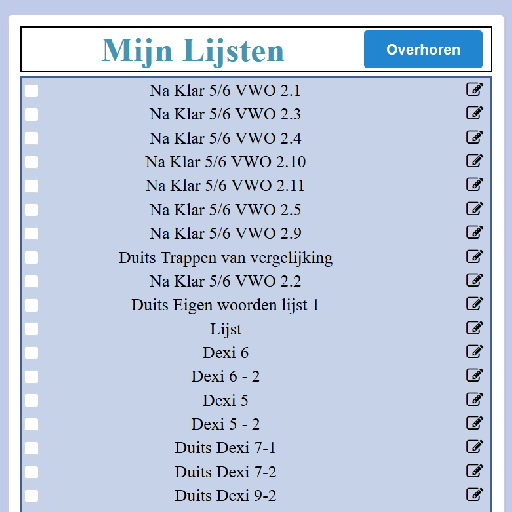 Mijn Lijsten
Overhoren
Na Klar 5/6 VWO 2.1
Na Klar 5/6 VWO 2.3
Na Klar 5/6 VWO 2.4
Na Klar 5/6 VWO 2.10
Na Klar 5/6 VWO 2.11
Na Klar 5/6 VWO 2.5
Na Klar 5/6 VWO 2.9
Duits Trappen van vergelijking
Na Klar 5/6 VWO 2.2
Duits Eigen woorden lijst 1
Lijst
Dexi 6
Dexi 6 - 2
Dexi 5
Dexi 5 - 2
Duits Dexi 7-1
Duits Dexi 7-2
Duits Dexi 9-2